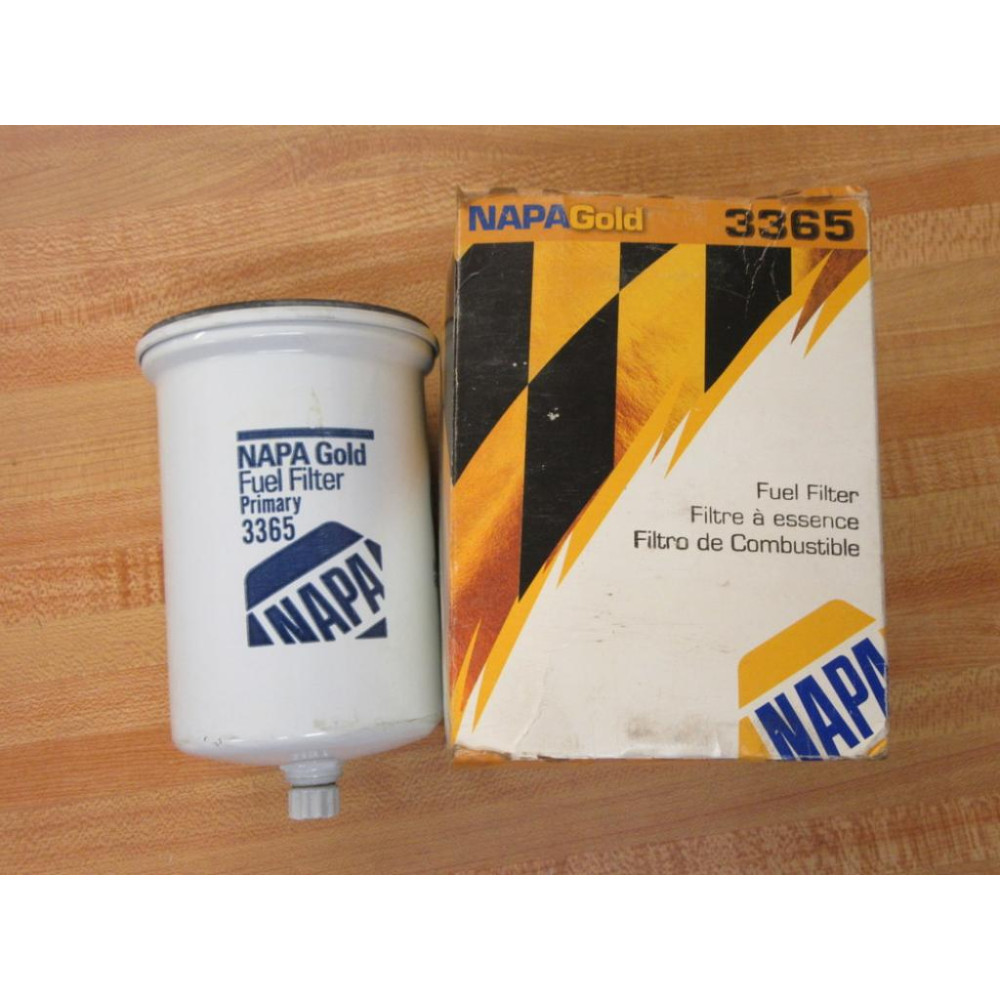 NAPA Gold
Fuel Filter
Primary
3365
NAPA
NAPAGold 3365
Fuel Filter
Filtre à essence
Filtro de Combustible
NAPA